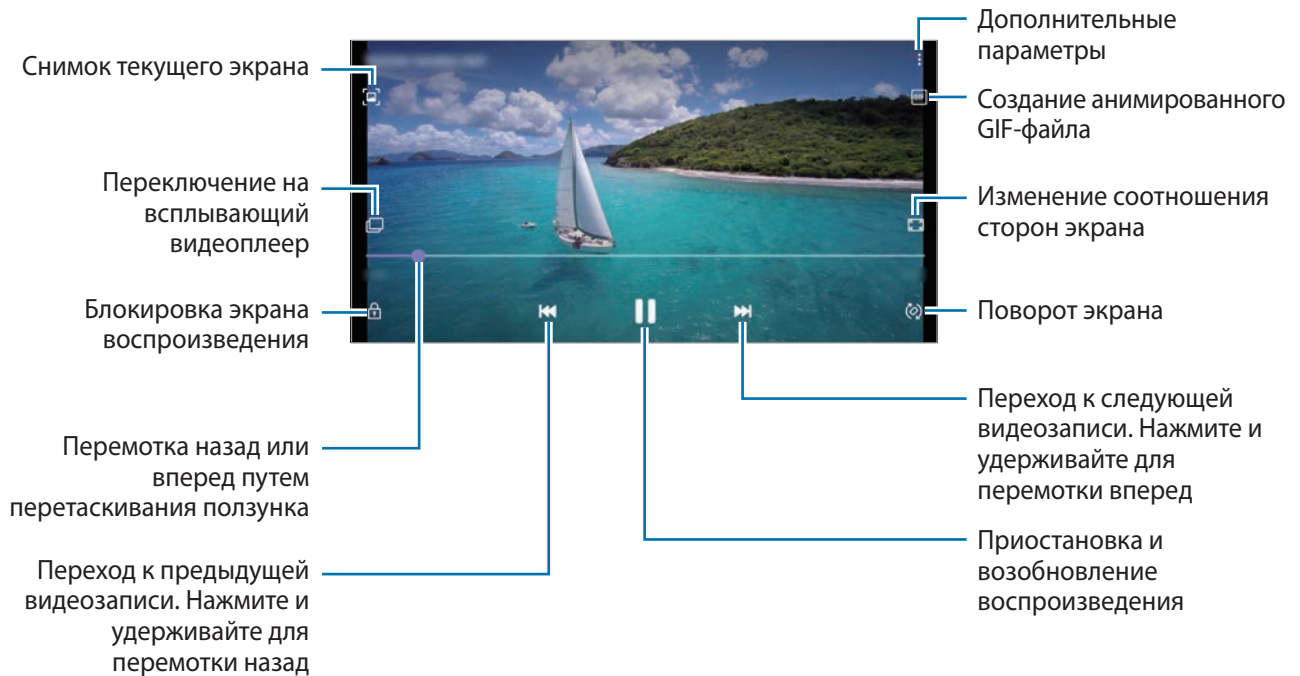 Снимок текущего экрана
Переключение на
всплывающий
видеоплеер
Блокировка экрана
воспроизведения
Перемотка назад или
вперед путем
перетаскивания ползунка
Переход к предыдущей
видеозаписи. Нажмите и
удерживайте для
перемотки назад
Дополнительные
параметры
Создание анимированного
GIF-файла
Изменение соотношения
сторон экрана
Поворот экрана
Переход к следующей
видеозаписи. Нажмите и
удерживайте для
перемотки вперед
Приостановка и
возобновление
воспроизведения